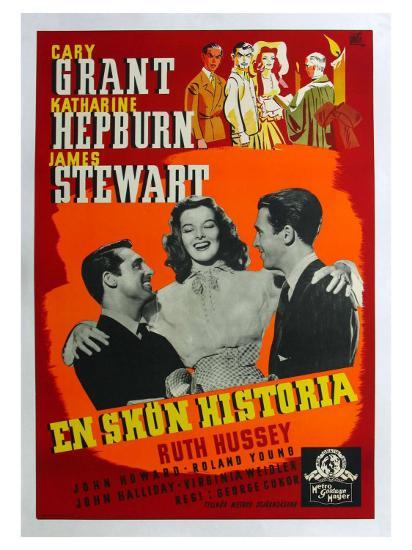 CARY
GRANT
KATHARINE
HEPBURN
JAMES
STEWART
EN SKÖN HISTORIA
RUTH HUSSEY
JOHN HOWARD - ROLAND YOUNG
JOHN HALLIDAY - VIRGINIA WEIDLER
REGI: GEORGE CUKOR
Metro
Goldwyn
Mayer